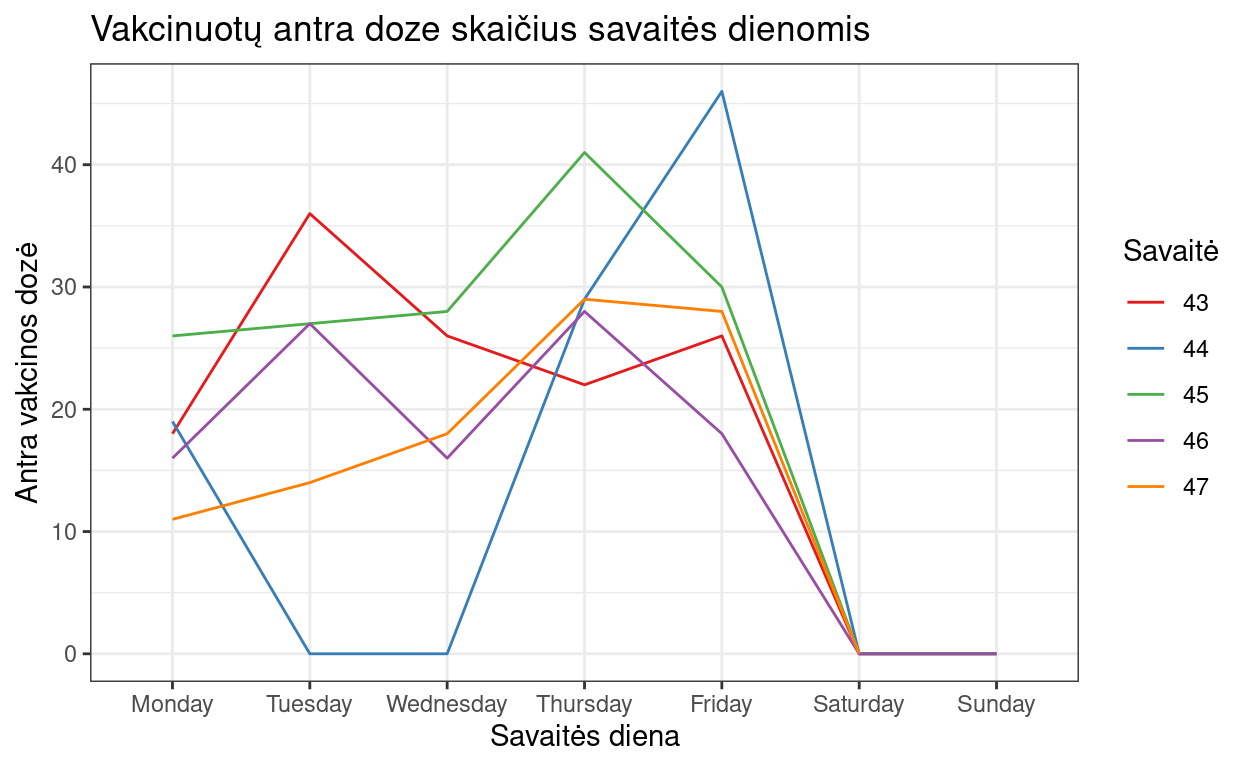 Vakcinuotų antra doze skaičius savaitės dienomis
Antra vakcinos dozė
40
30
20
10
0
Monday Tuesday Wednesday Thursday Friday Saturday Sunday
Savaitės diena
Savaitė
43
44
45
46
47